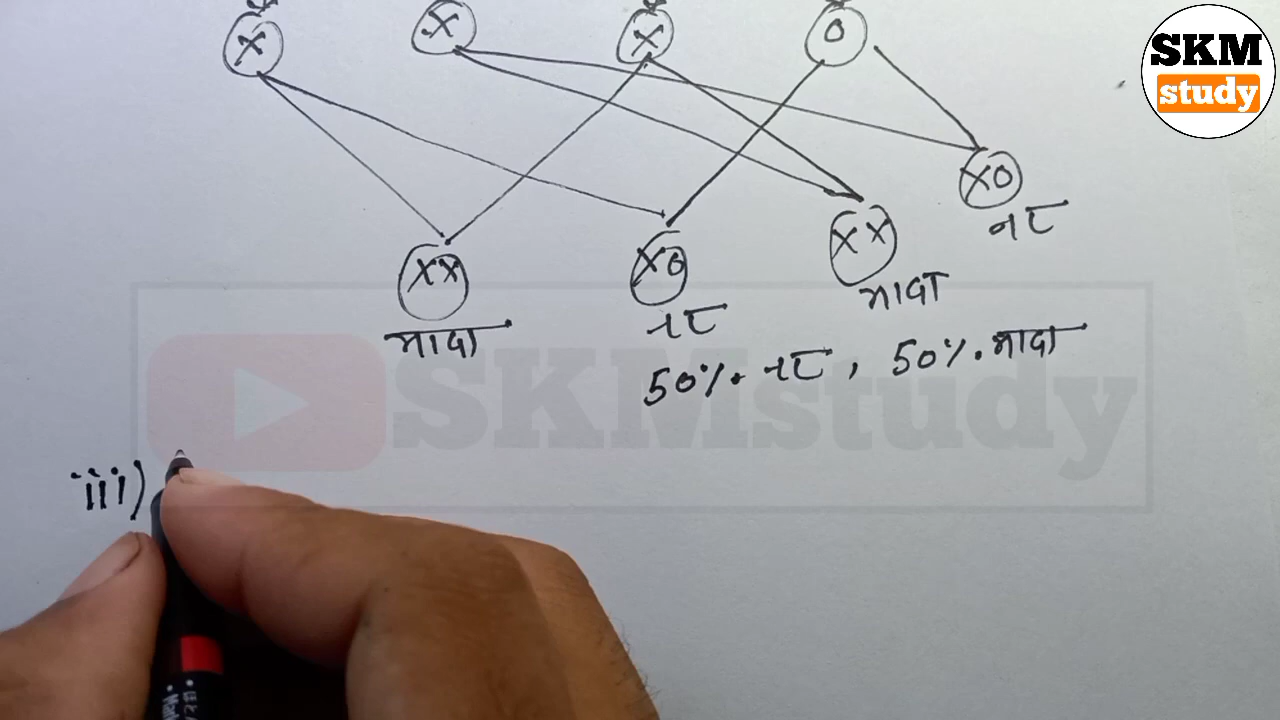 X X X O
XO
नर
XX XO XX
मादा नर मादा
50%. नर, 50%. मादा
iii)
SKM
study
SKMstudy